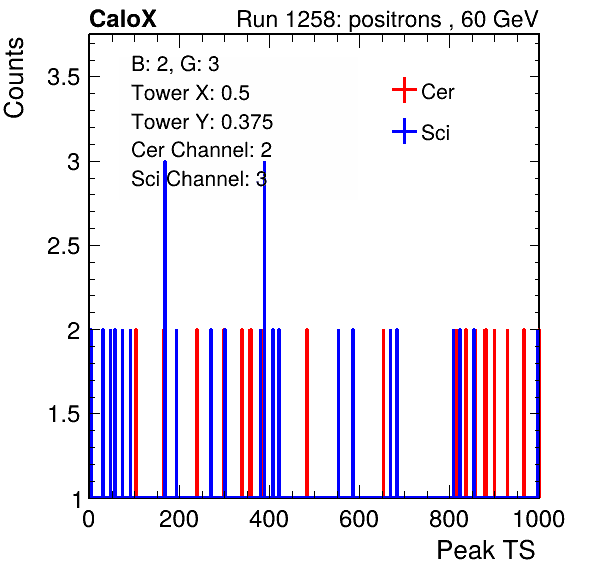 CaloX Run 1258: positrons , 60 GeV
Counts
B: 2, G: 3
Tower X: 0.5
Tower Y: 0.375
Cer Channel: 2
Sci Channel: 3
Cer
Sci
3.5
3
2.5
2
1.5
1
0 200 400 600 800 1000
Peak TS